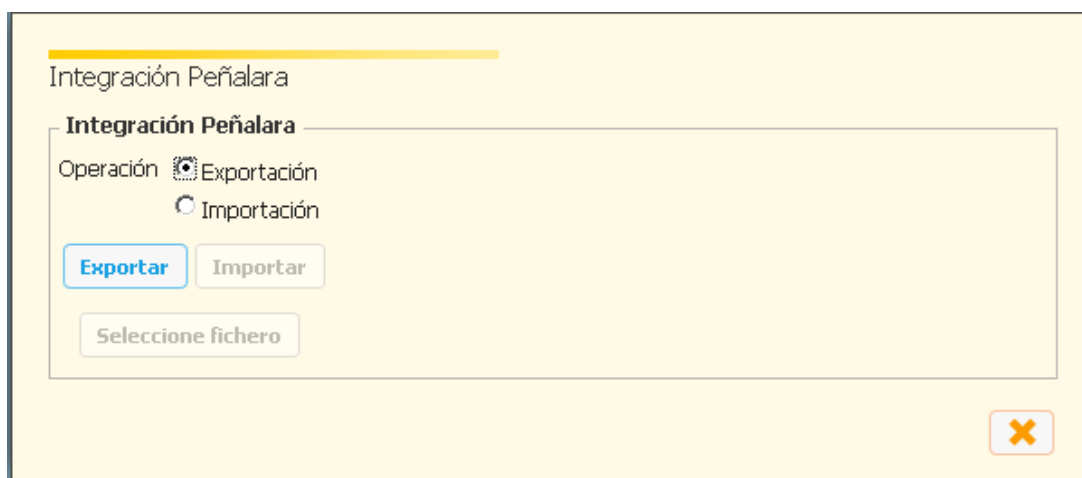 Integración Peñalara
Integración Peñalara
Operación Exportación
Importación
Exportar Importar
Seleccione fichero